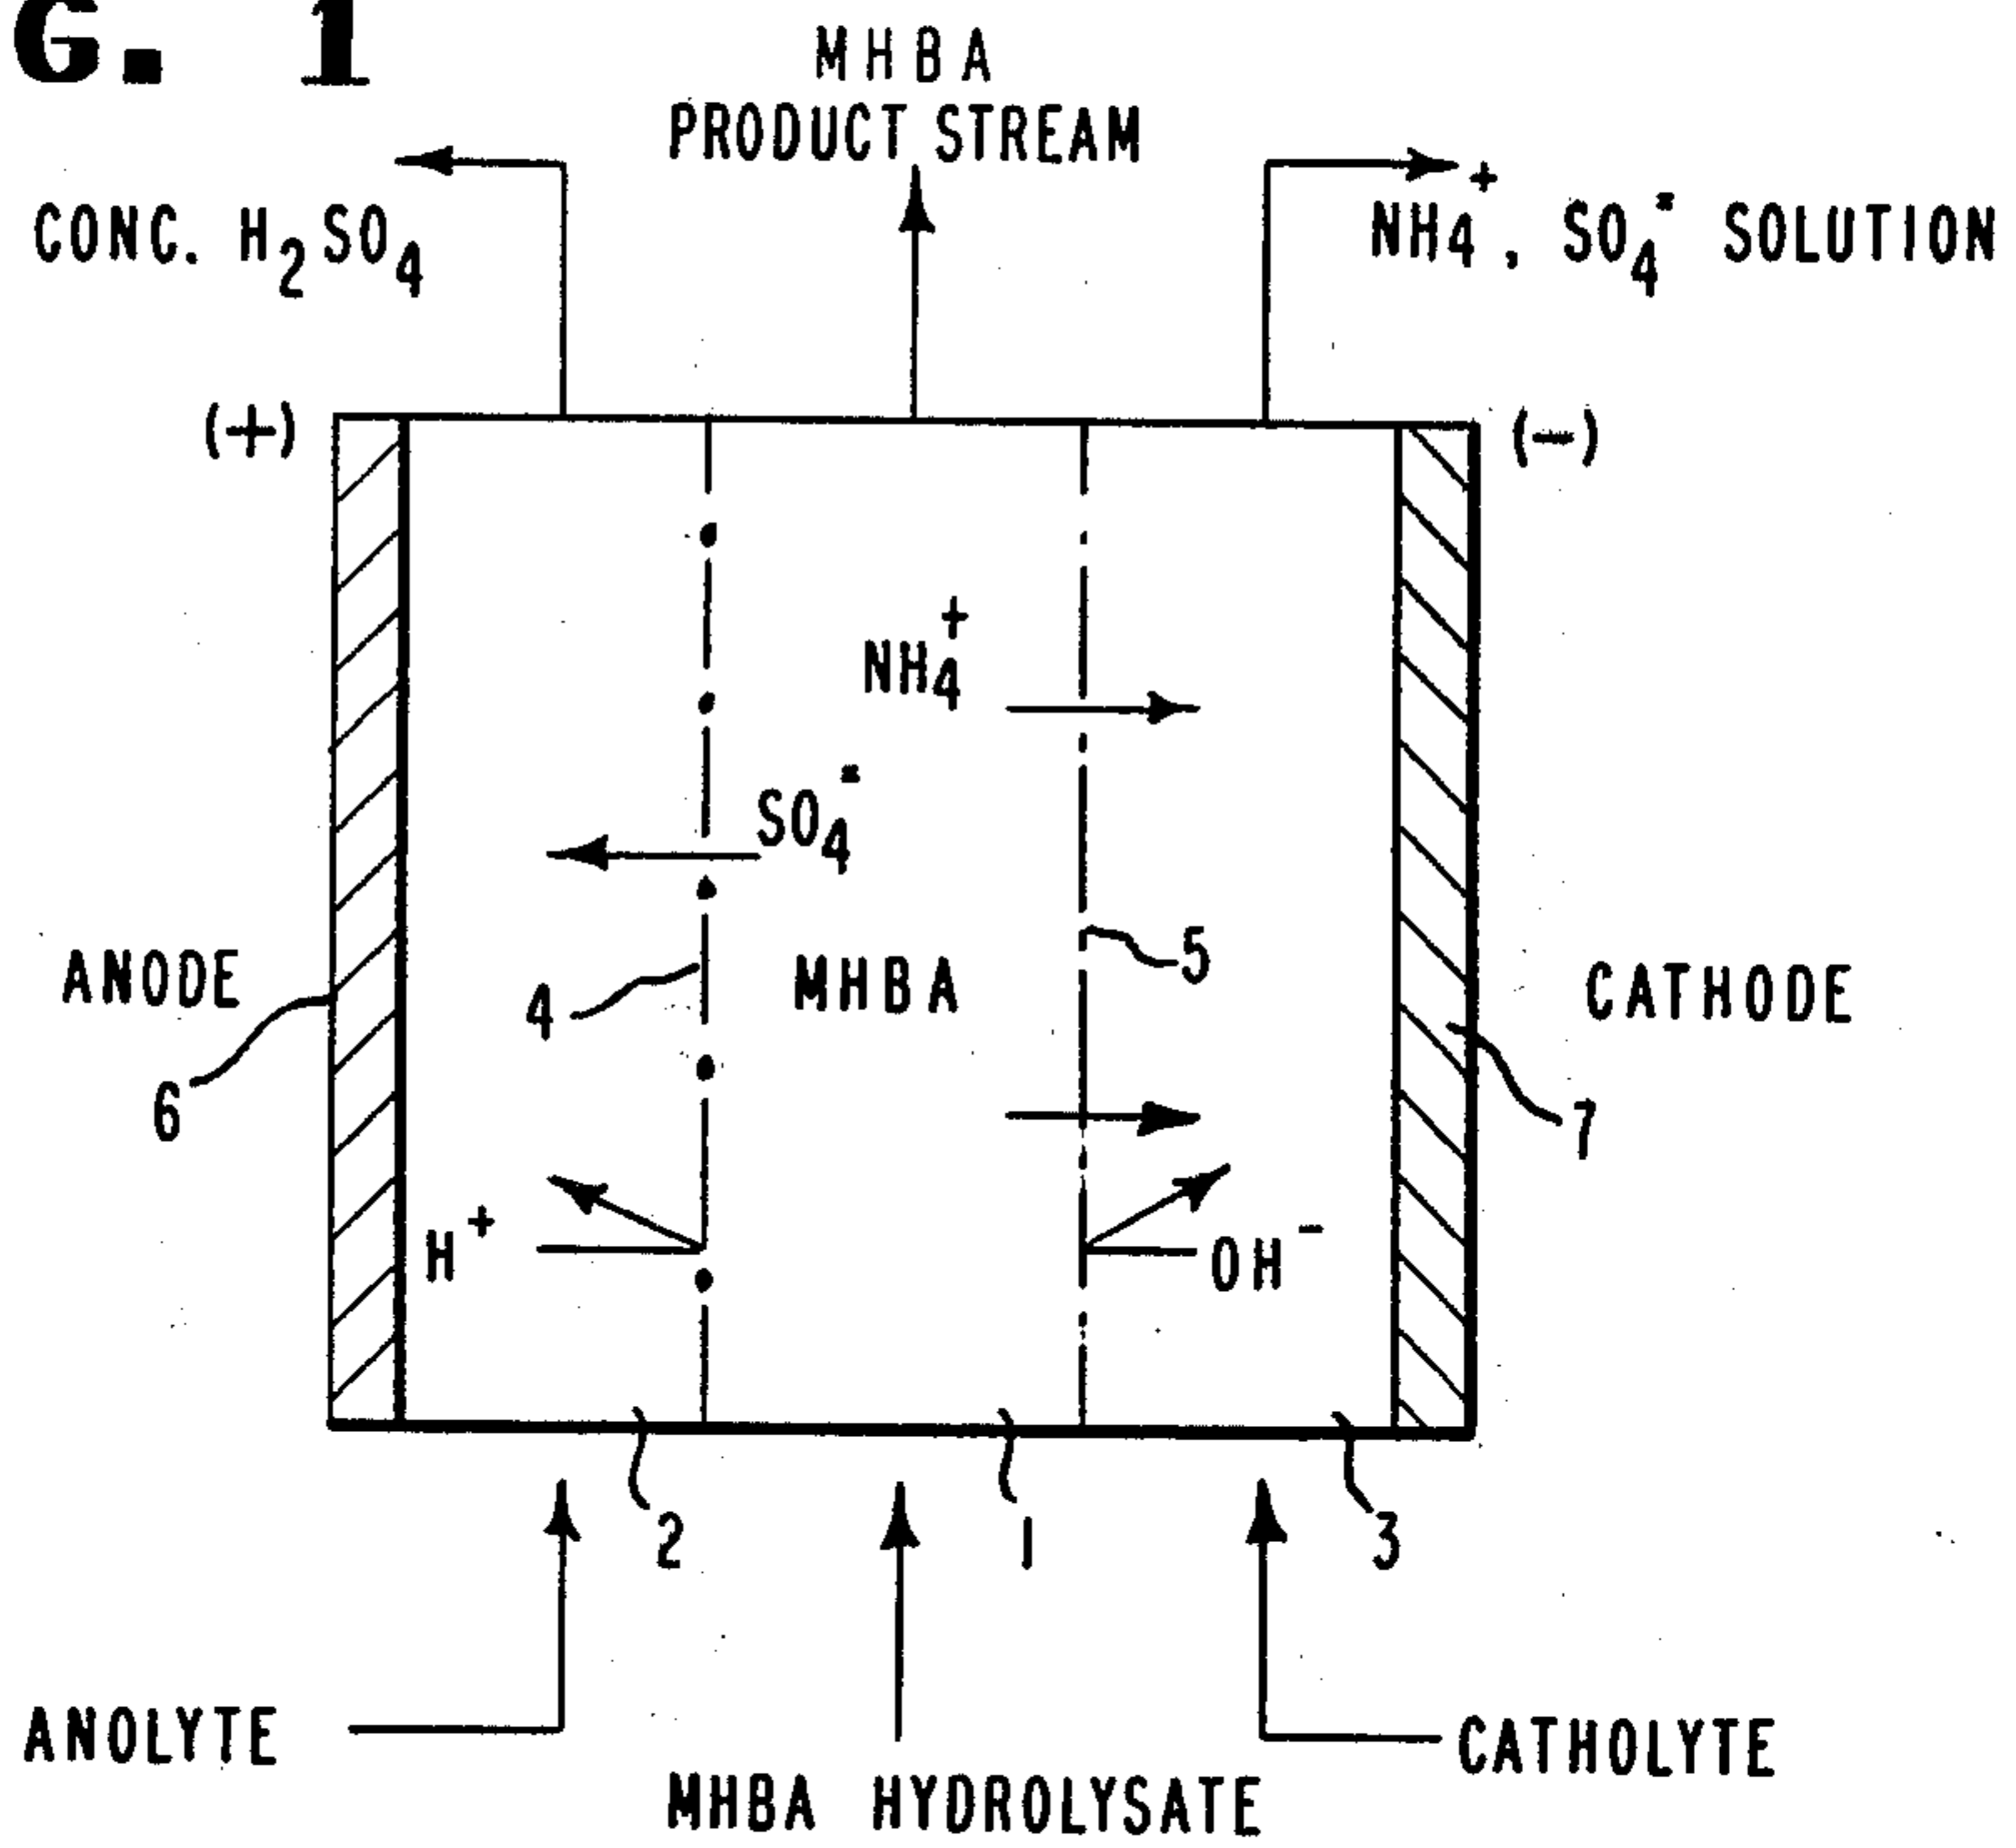 G. 1
MHBA
PRODUCT STREAM
CONC. H2SO4
NH4+, SO4= SOLUTION
(+)
(-)
NH4+
SO4=
ANODE
4
MHBA
5
CATHODE
6
7
H+
OH-
2
1
3
ANOLYTE
CATHOLYTE
MHBA HYDROLYSATE